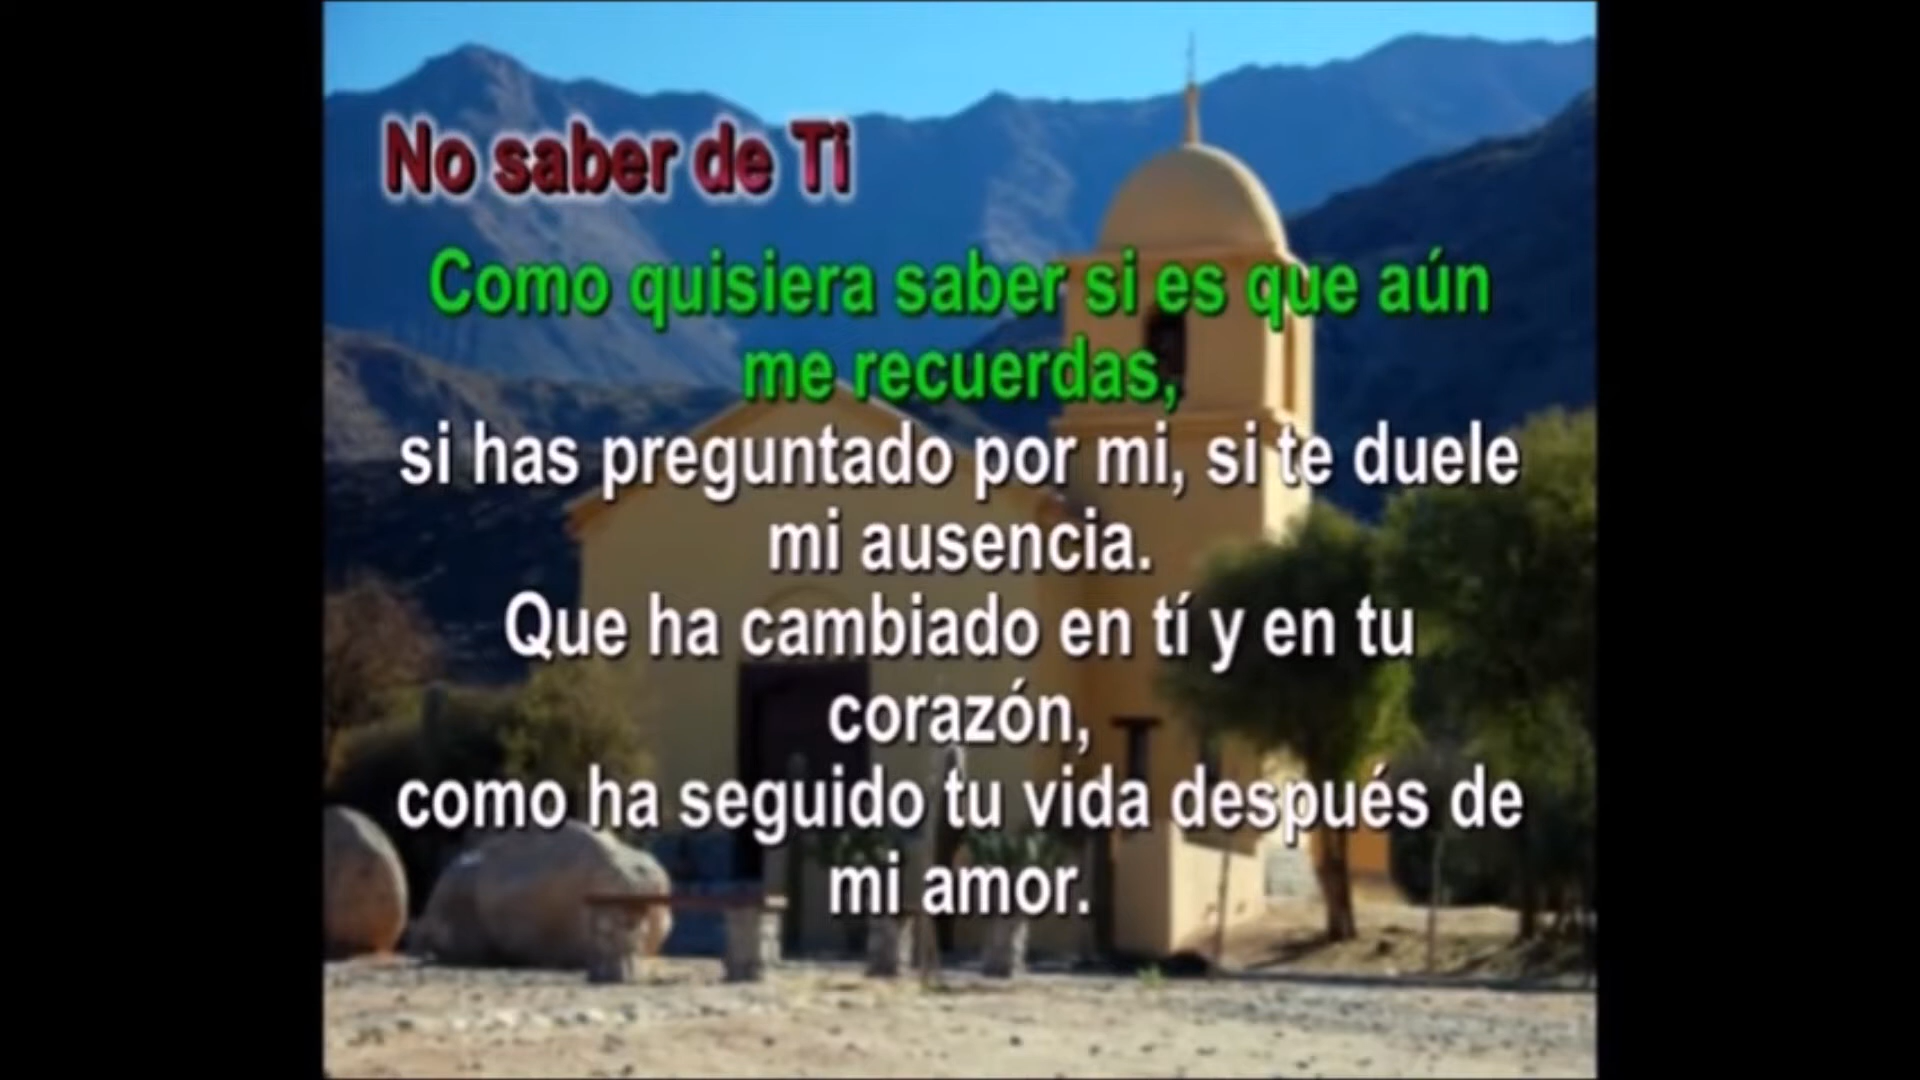 No saber de Ti
Como quisiera saber si es que aún
me recuerdas,
si has preguntado por mi, si te duele
mi ausencia.
Que ha cambiado en tí y en tu
corazón,
como ha seguido tu vida después de
mi amor.